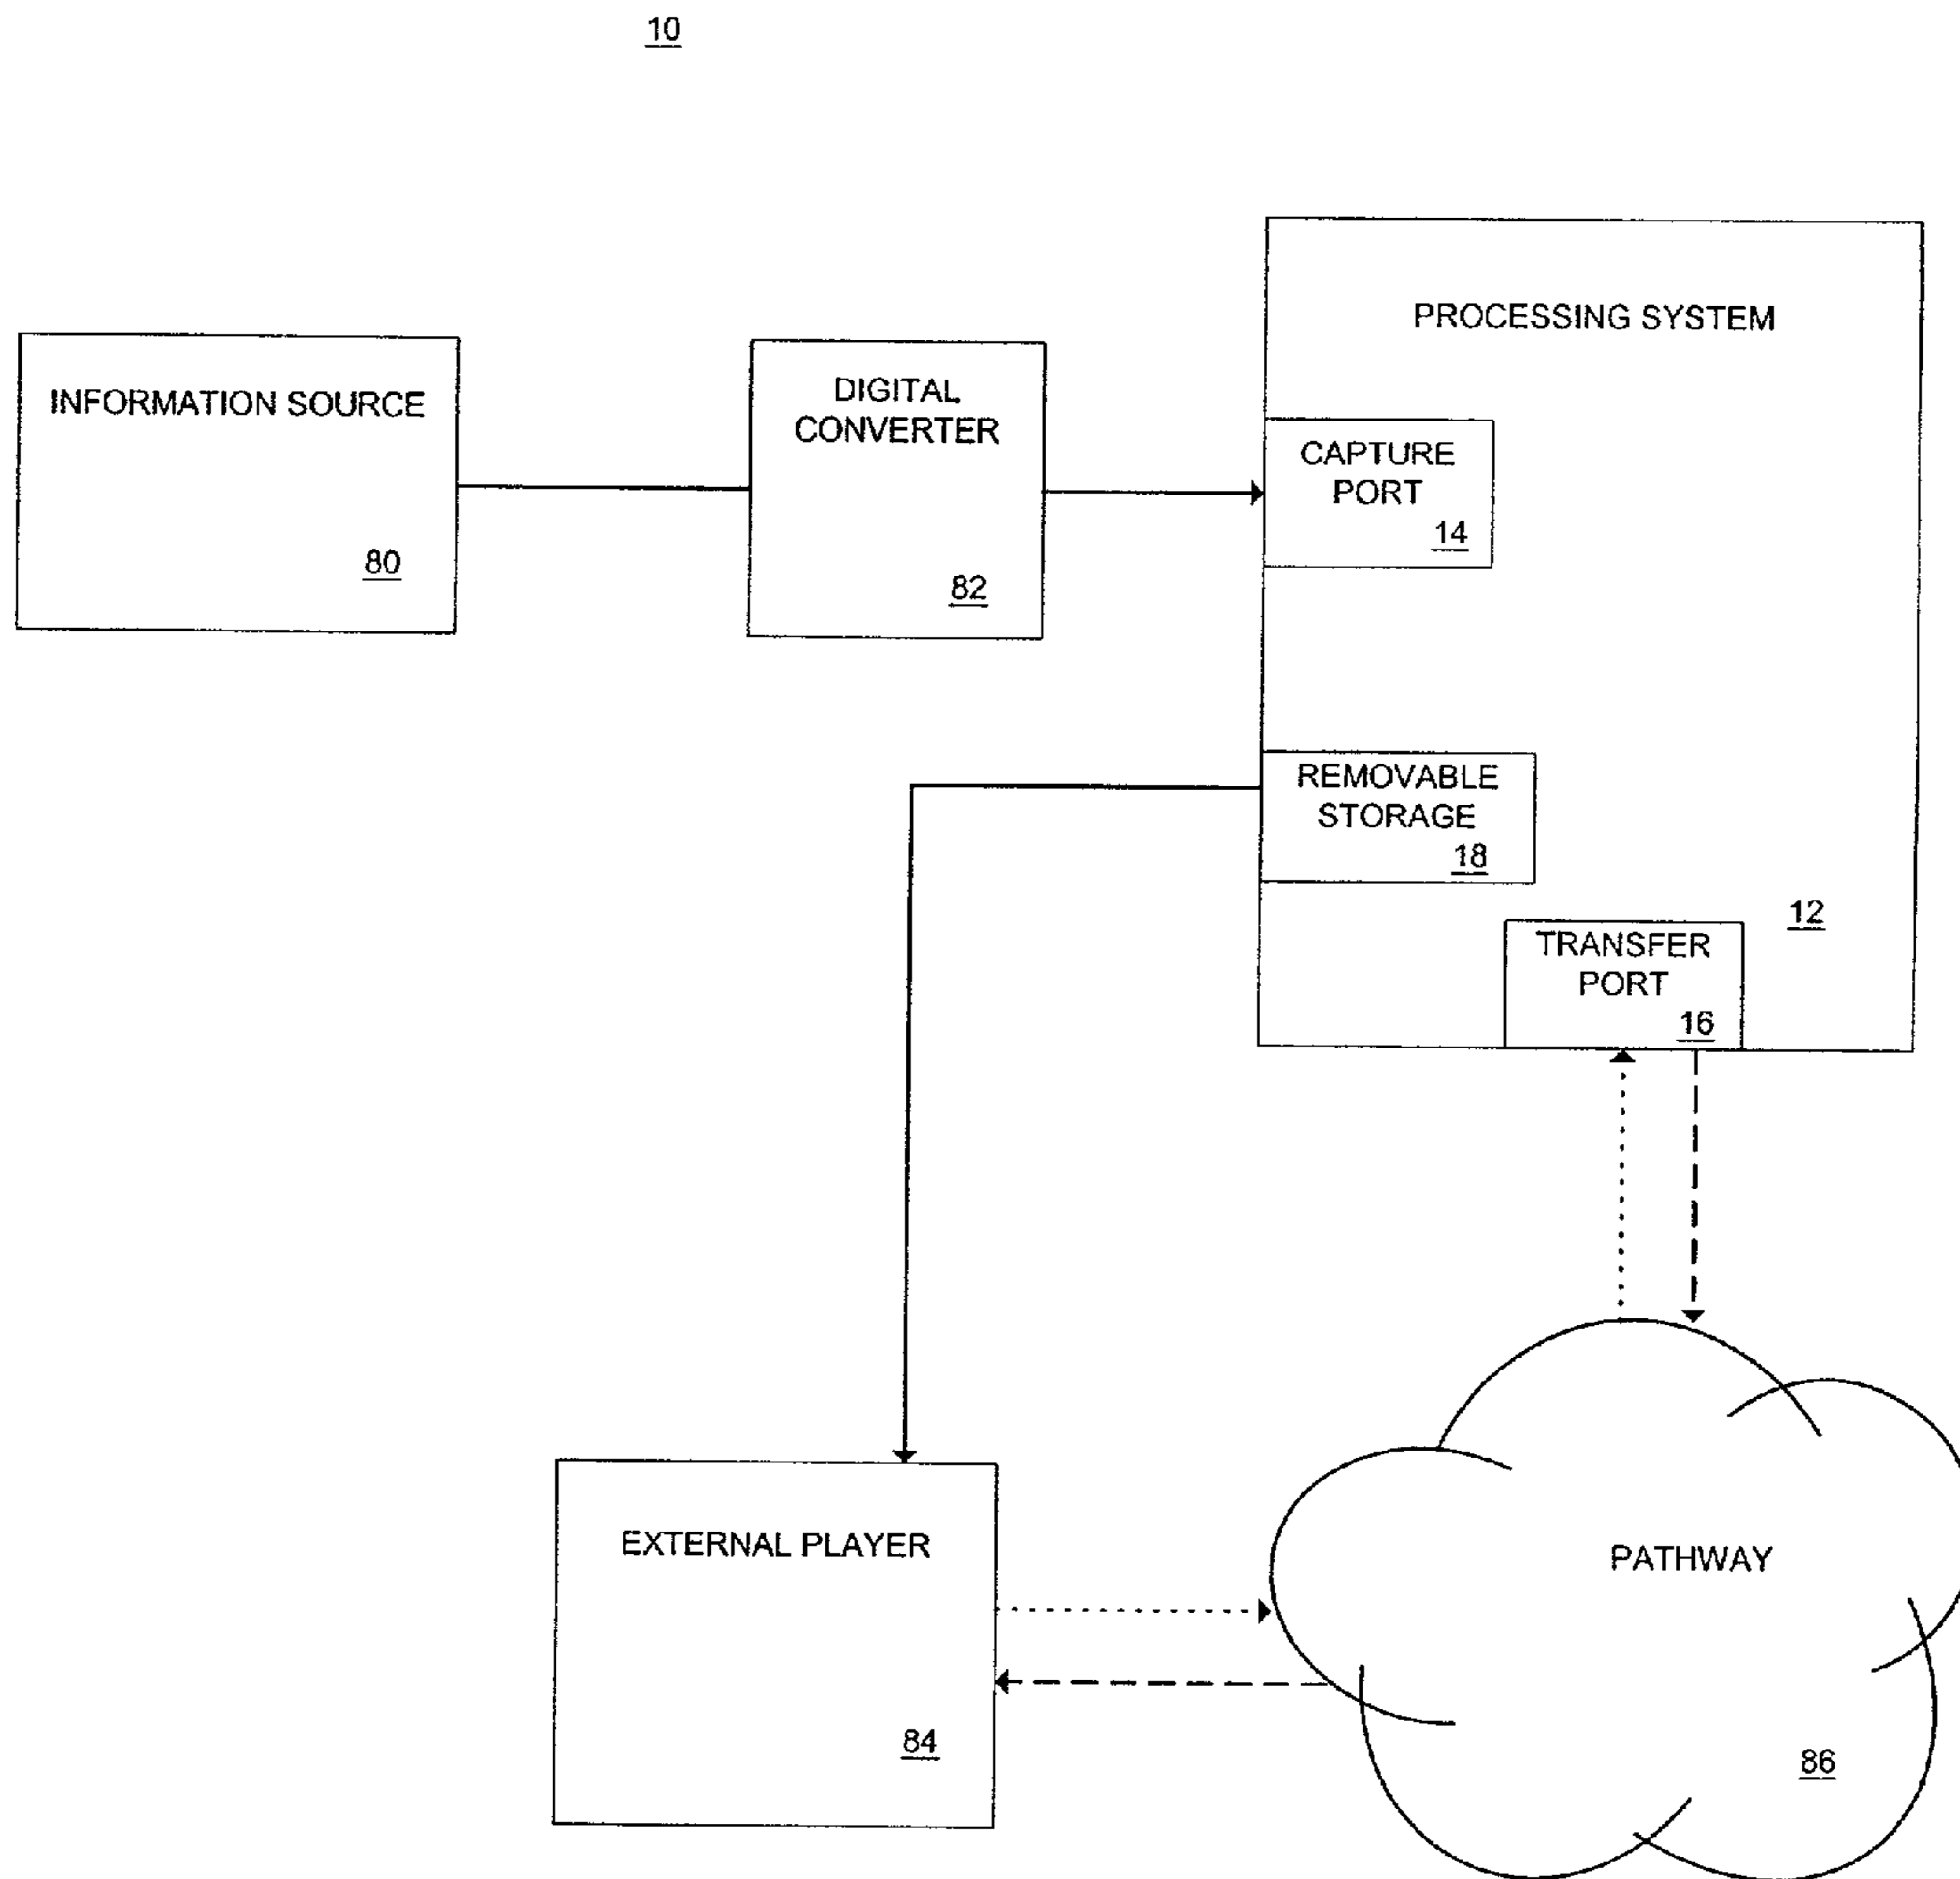 10
INFORMATION SOURCE
80
DIGITAL
CONVERTER
82
PROCESSING SYSTEM
CAPTURE
PORT
14
REMOVABLE
STORAGE
18
12
TRANSFER
PORT
16
EXTERNAL PLAYER
84
PATHWAY
86